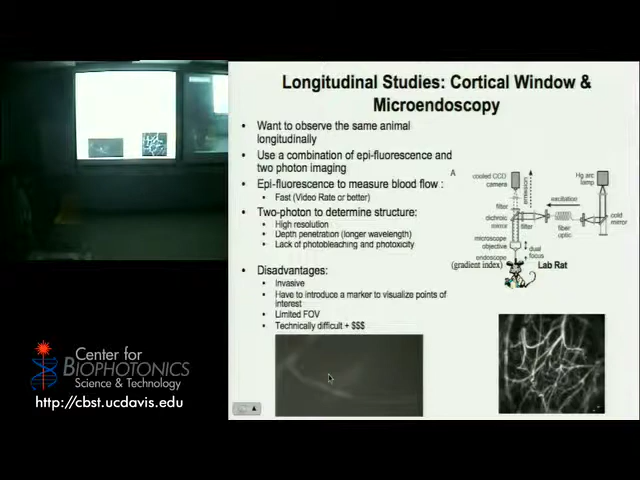 Longitudinal Studies: Cortical Window &
Microendoscopy
• Want to observe the same animal
longitudinally
• Use a combination of epi-fluorescence and
two photon imaging
• Epi-fluorescence to measure blood flow :
• Fast (Video Rate or better)
• Two-photon to determine structure:
• High resolution
• Depth penetration (longer wavelength)
• Lack of photobleaching and photoxicity
• Disadvantages:
• Invasive
• Have to introduce a marker to visualize points of
interest
• Limited FOV
• Technically difficult + $$$
A
cooled CCD
camera
emission
Hg arc
lamp
excitation
filter
dichroic
mirror
filter
fiber
optic
cold
mirror
microscope
objective
dual
focus
endoscope
(gradient index)
Lab Rat
Center for
BIOPHOTONICS
Science & Technology
http://cbst.ucdavis.edu